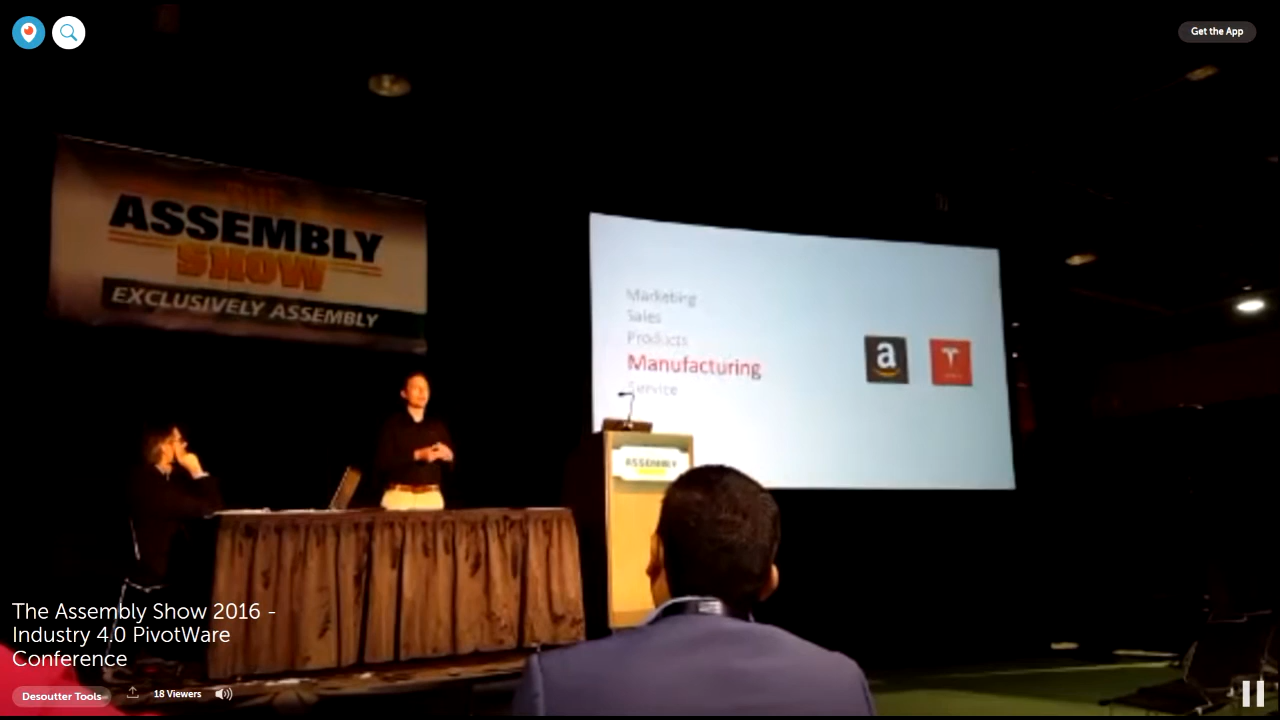 Get the App
THE
ASSEMBLY
SHOW
EXCLUSIVELY ASSEMBLY
Marketing
Sales
Products
Manufacturing
Service
a
T
ASSEMBLY
The Assembly Show 2016 -
Industry 4.0 PivotWare
Conference
Desoutter Tools
18 Viewers